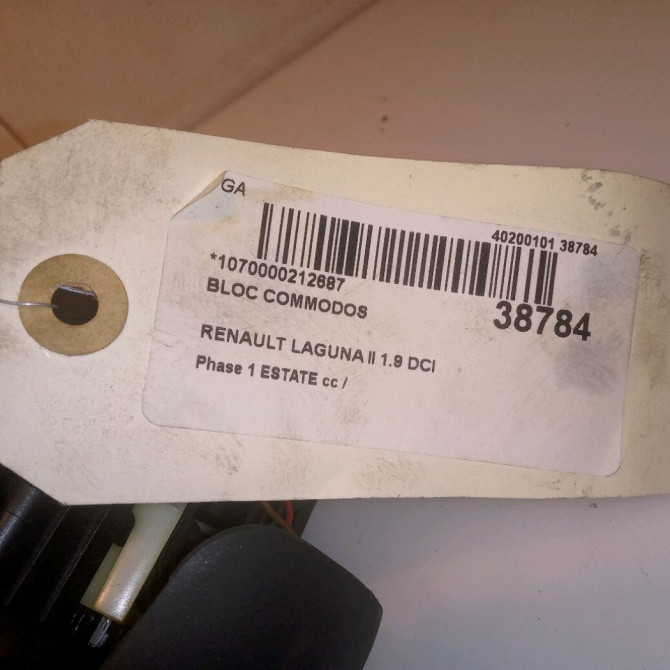 GA
40200101 38784
*1070000212687
BLOC COMMODOS
38784
RENAULT LAGUNA II 1.9 DCI
Phase 1 ESTATE cc /